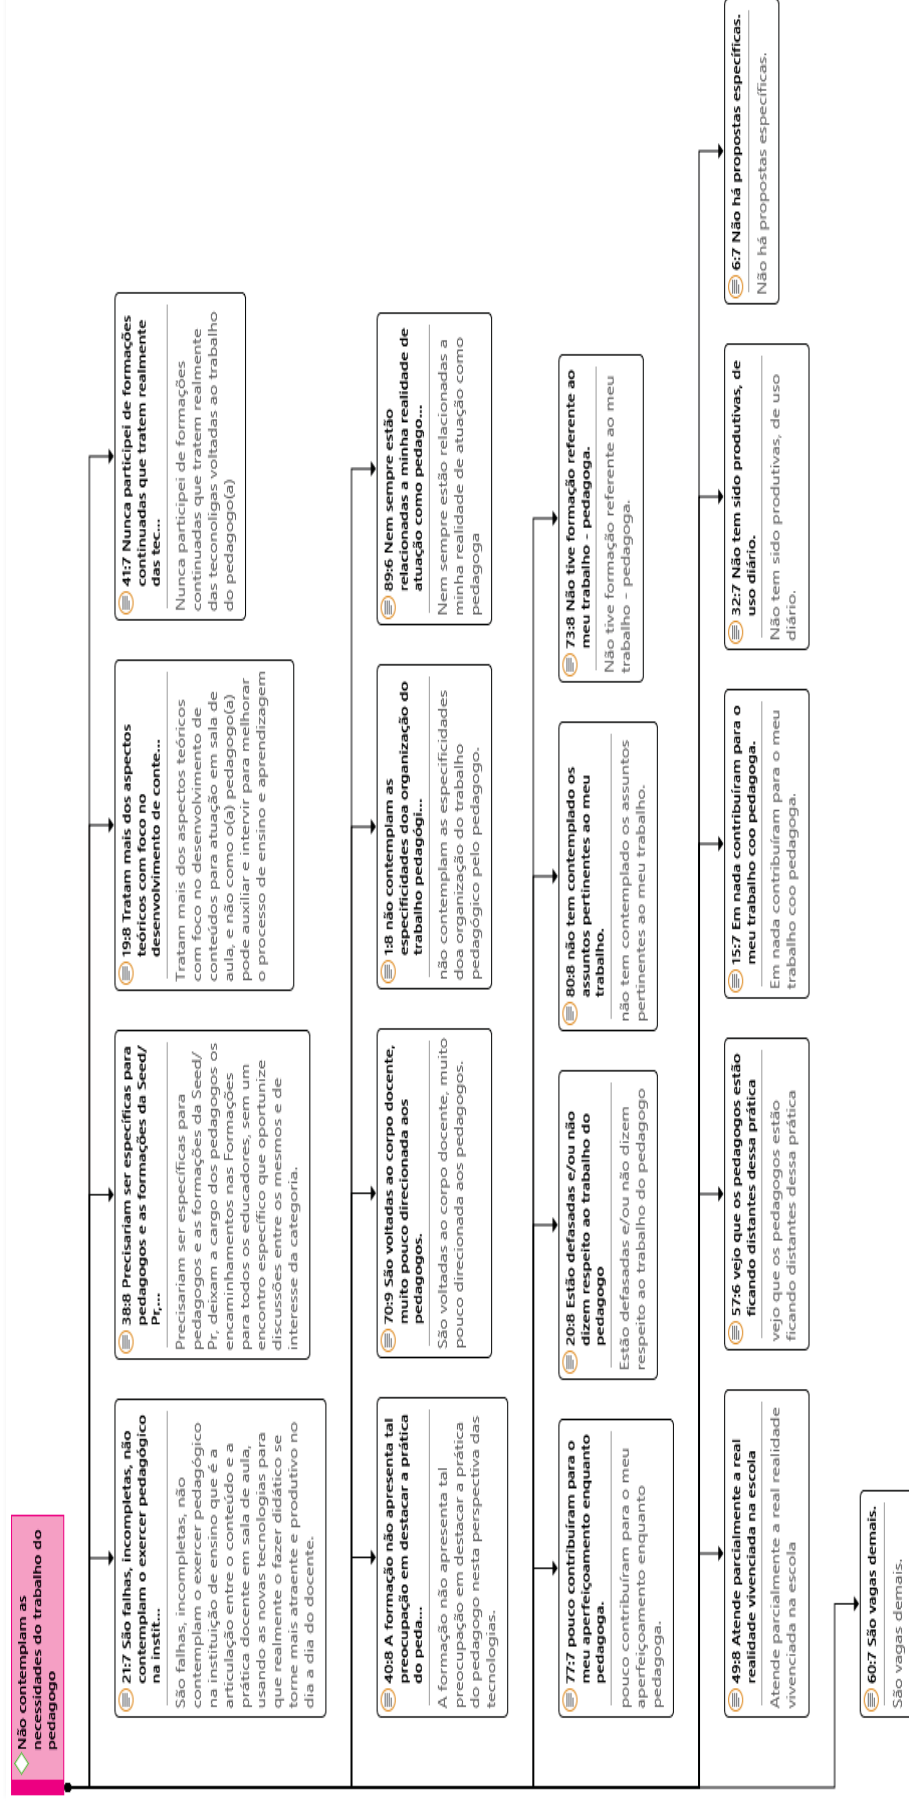 Não contemplam as
necessidades do trabalho do
pedagogo
21:7 São falhas, incompletas, não
contemplam o exercer pedagógico
na instit...
São falhas, incompletas, não
contemplam o exercer pedagógico
na instituição de ensino que é a
articulação entre o conteúdo e a
prática docente em sala de aula,
usando as novas tecnologias para
que realmente o fazer didático se
torne mais atraente e produtivo no
dia a dia do docente.
38:8 Precisariam ser específicas para
pedagogos e as formações da Seed/
Pr,...
Precisariam ser específicas para
pedagogos e as formações da Seed/
Pr, deixam a cargo dos pedagogos os
encaminhamentos nas Formações
para todos os educadores, sem um
encontro específico que oportunize
discussões entre os mesmos e de
interesse da categoria.
19:8 Tratam mais dos aspectos
teóricos com foco no
desenvolvimento de conte...
Tratam mais dos aspectos teóricos
com foco no desenvolvimento de
conteúdos para atuação em sala de
aula, e não como o(a) pedagogo(a)
pode auxiliar e intervir para melhorar
o processo de ensino e aprendizagem
41:7 Nunca participei de formações
continuadas que tratem realmente
das tec...
Nunca participei de formações
continuadas que tratem realmente
das teconoligas voltadas ao trabalho
do pedagogo(a)
40:8 A formação não apresenta tal
preocupação em destacar a prática
do peda...
A formação não apresenta tal
preocupação em destacar a prática
do pedagogo nesta perspectiva das
tecnologias.
70:9 São voltadas ao corpo docente,
muito pouco direcionada aos
pedagogos.
São voltadas ao corpo docente, muito
pouco direcionada aos pedagogos.
1:8 não contemplam as
especificidades doa organização do
trabalho pedagógi...
não contemplam as especificidades
doa organização do trabalho
pedagógico pelo pedagogo.
89:6 Nem sempre estão
relacionadas a minha realidade de
atuação como pedago...
Nem sempre estão relacionadas a
minha realidade de atuação como
pedagoga
77:7 pouco contribuíram para o
meu aperfeiçoamento enquanto
pedagoga.
pouco contribuíram para o meu
aperfeiçoamento enquanto
pedagoga.
20:8 Estão defasadas e/ou não
dizem respeito ao trabalho do
pedagogo
Estão defasadas e/ou não dizem
respeito ao trabalho do pedagogo
80:8 não tem contemplado os
assuntos pertinentes ao meu
trabalho.
não tem contemplado os assuntos
pertinentes ao meu trabalho.
73:8 Não tive formação referente ao
meu trabalho - pedagoga.
Não tive formação referente ao meu
trabalho - pedagoga.
49:8 Atende parcialmente a real
realidade vivenciada na escola
Atende parcialmente a real realidade
vivenciada na escola
57:6 vejo que os pedagogos estão
ficando distantes dessa prática
vejo que os pedagogos estão
ficando distantes dessa prática
15:7 Em nada contribuíram para o
meu trabalho coo pedagoga.
Em nada contribuíram para o meu
trabalho coo pedagoga.
32:7 Não tem sido produtivas, de
uso diário.
Não tem sido produtivas, de uso
diário.
6:7 Não há propostas específicas.
Não há propostas específicas.
60:7 São vagas demais.
São vagas demais.